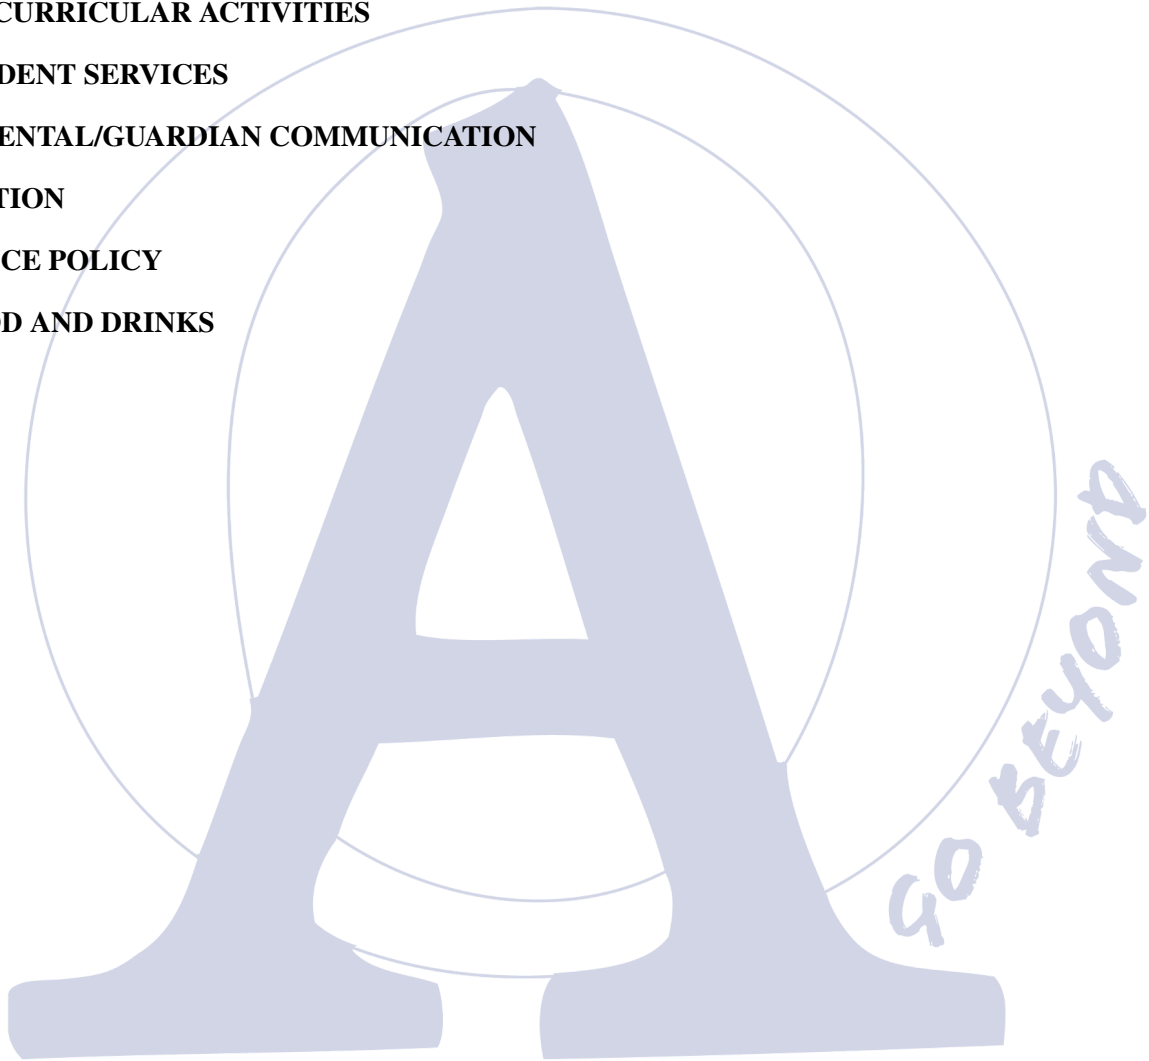 CURRICULAR ACTIVITIES
DENT SERVICES
ENTAL/GUARDIAN COMMUNICATION
TION
CE POLICY
D AND DRINKS
GO BEYOND